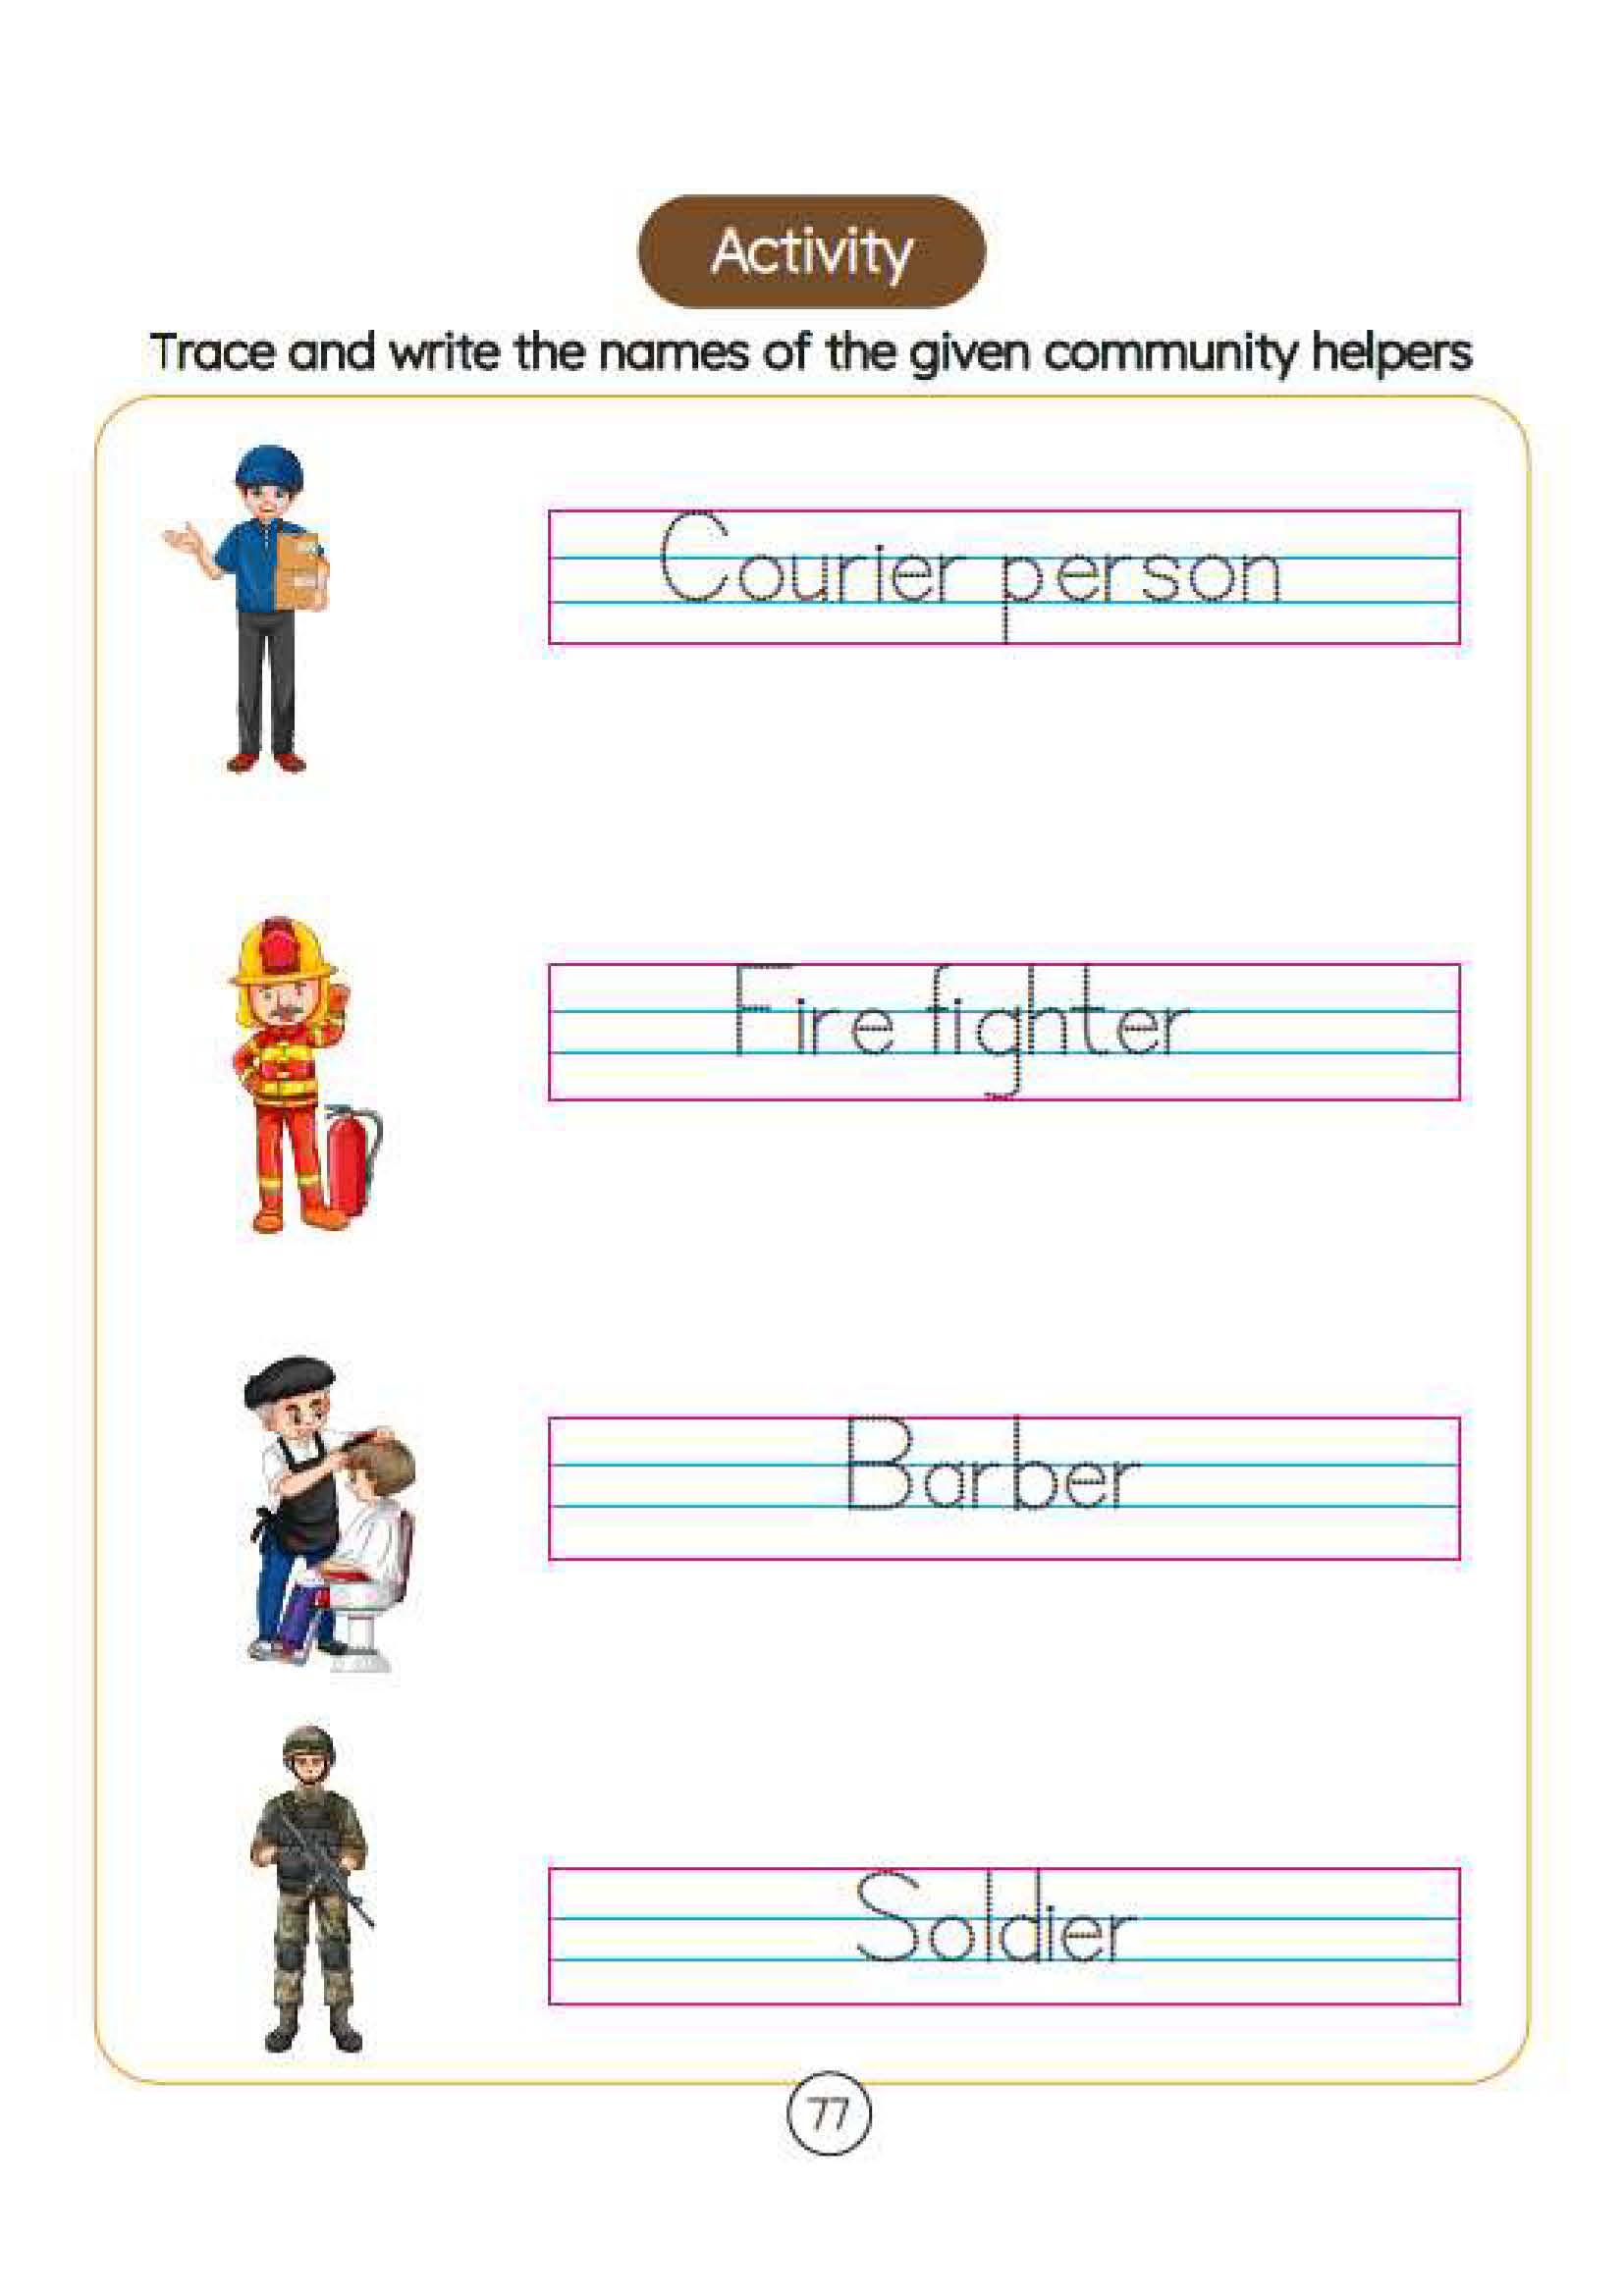 Activity
Trace and write the names of the given community helpers
Courier person
Fire fighter
Barber
Soldier
77